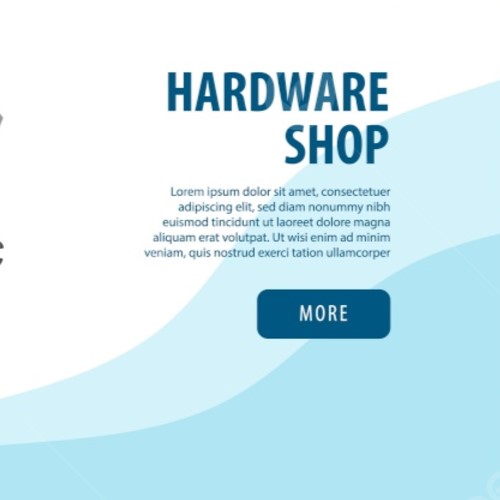 HARDWARE
SHOP
Lorem ipsum dolor sit amet, consectetuer
adipiscing elit, sed diam nonummy nibh
euismod tincidunt ut laoreet dolore magna
aliquam erat volutpat. Ut wisi enim ad minim
veniam, quis nostrud exerci tation ullamcorper
MORE